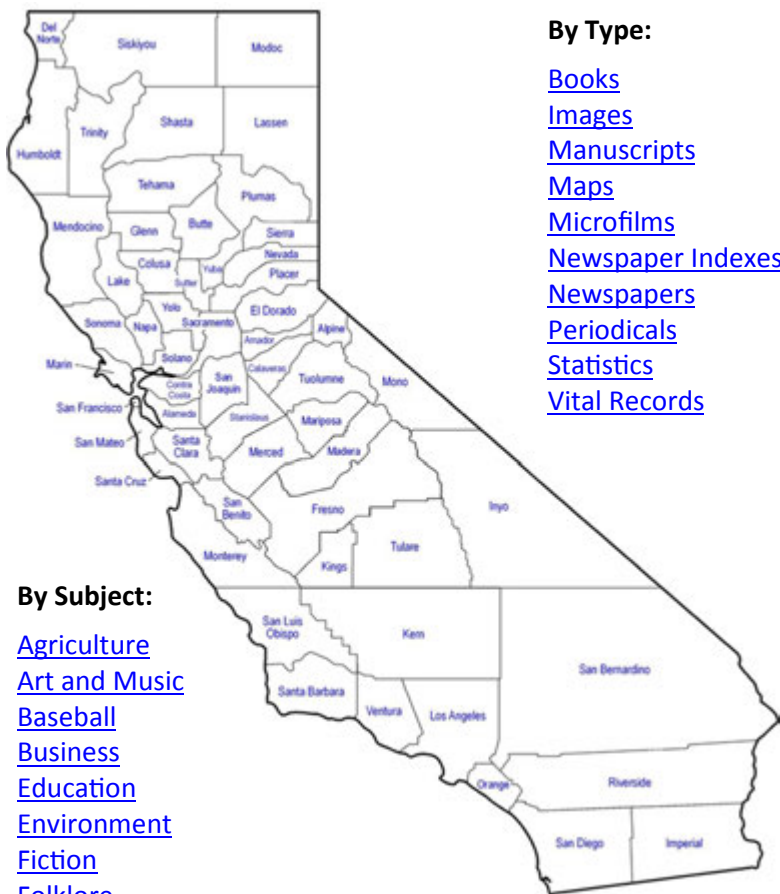 Del
Norte
Siskiyou
Modoc
Humboldt
Trinity
Shasta
Lassen
Tehama
Plumas
Mendocino
Glenn
Butte
Sierra
Nevada
Placer
Colusa
Lake
Sutter
Yuba
Sonoma
Napa
Yolo
Sacramento
El Dorado
Amador
Alpine
Marin
Solano
Contra
Costa
San
Joaquin
Calaveras
Tuolumne
Mono
San Francisco
Alameda
Stanislaus
Mariposa
San Mateo
Santa
Clara
Merced
Madera
Santa Cruz
San
Benito
Fresno
Inyo
Monterey
Kings
Tulare
San Luis
Obispo
Kern
San Bernardino
Santa Barbara
Ventura
Los Angeles
Orange
Riverside
San Diego
Imperial
By Type:
Books
Images
Manuscripts
Maps
Microfilms
Newspaper Indexes
Newspapers
Periodicals
Statistics
Vital Records
By Subject:
Agriculture
Art and Music
Baseball
Business
Education
Environment
Fiction
Folklore